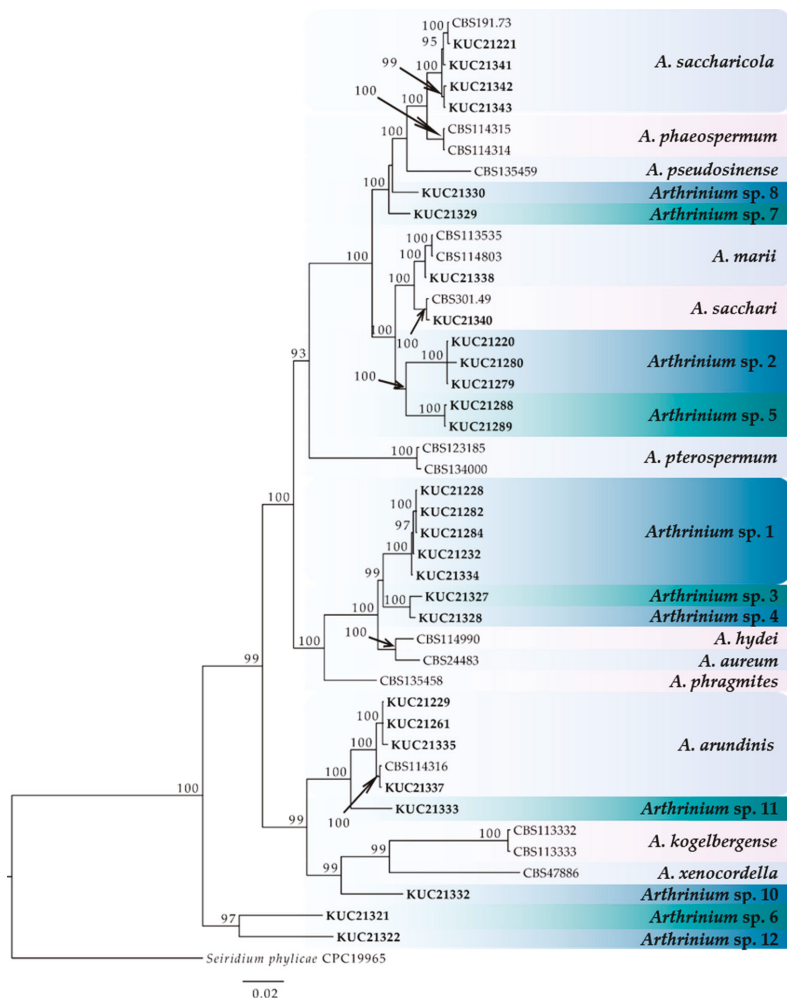 100 CBS191.73
95 KUC21221
100 KUC21341 A. saccharicola
99 KUC21342
100 KUC21343
100 CBS114315 A. phaeospermum
100 CBS114314
CBS135459 A. pseudosinense
100 KUC21330 Arthrinium sp. 8
KUC21329 Arthrinium sp. 7
100 CBS113535
100 CBS114803 A. marii
100 KUC21338
CBS301.49 A. sacchari
100 KUC21340
100 KUC21220
93 100 KUC21280 Arthrinium sp. 2
100 KUC21279
KUC21288 Arthrinium sp. 5
100 KUC21289
CBS123185 A. pterospermum
100 CBS134000
KUC21228
100 100 KUC21282
97 KUC21284 Arthrinium sp. 1
100 KUC21232
99 KUC21334
100 KUC21327 Arthrinium sp. 3
100 KUC21328 Arthrinium sp. 4
100 CBS114990 A. hydei
99 100 CBS24483 A. aureum
CBS135458 A. phragmites
KUC21229
100 KUC21261
100 KUC21335 A. arundinis
100 CBS114316
100 KUC21337
100 KUC21333 Arthrinium sp. 11
99 100 CBS113332 A. kogelbergense
99 CBS113333
99 CBS47886 A. xenocordella
KUC21332 Arthrinium sp. 10
97 KUC21321 Arthrinium sp. 6
KUC21322 Arthrinium sp. 12
Seiridium phylicae CPC19965
0.02